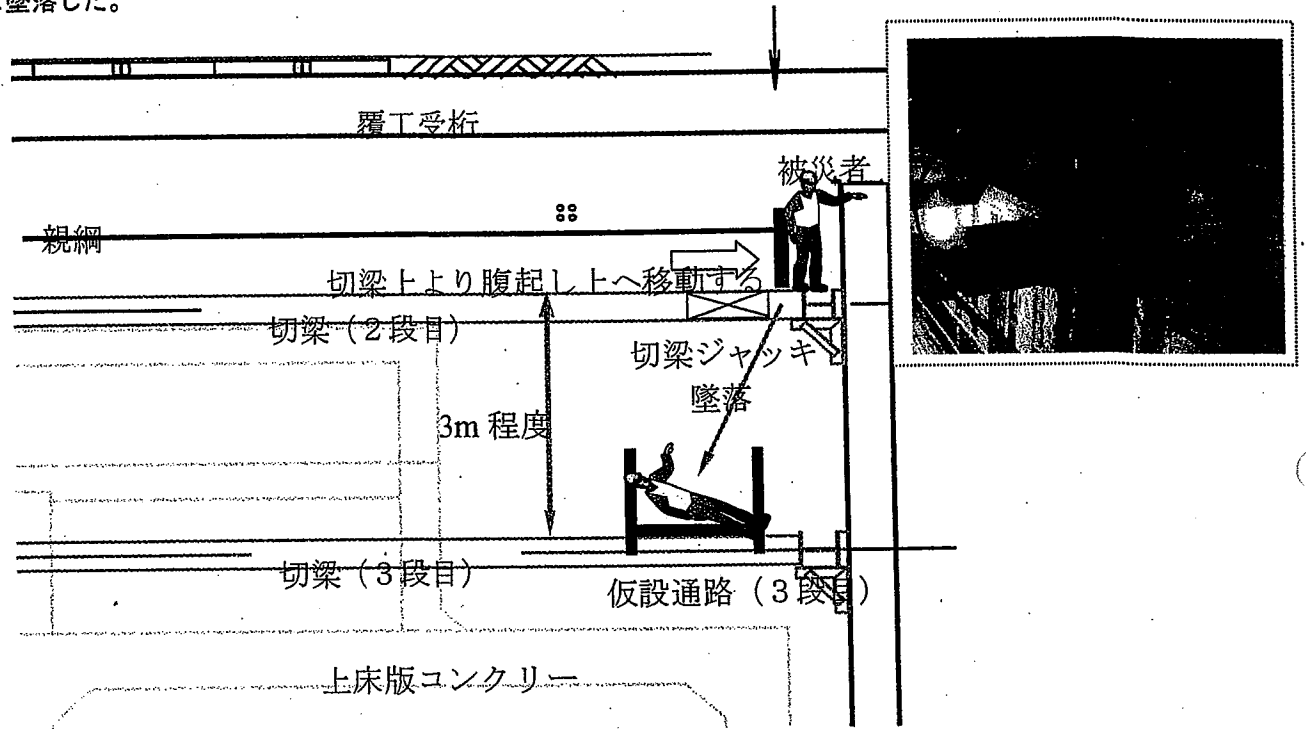 墜落した。
覆工受桁
被災者
親綱
切梁上より腹起し上へ移動する
切梁（2段目）
切梁ジャッキ
墜落
3m 程度
切梁（3段目）
仮設通路（3段目）
上床版コンクリー